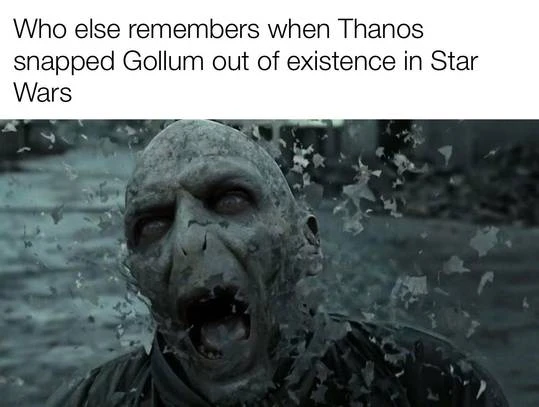 Who else remembers when Thanos
snapped Gollum out of existence in Star
Wars